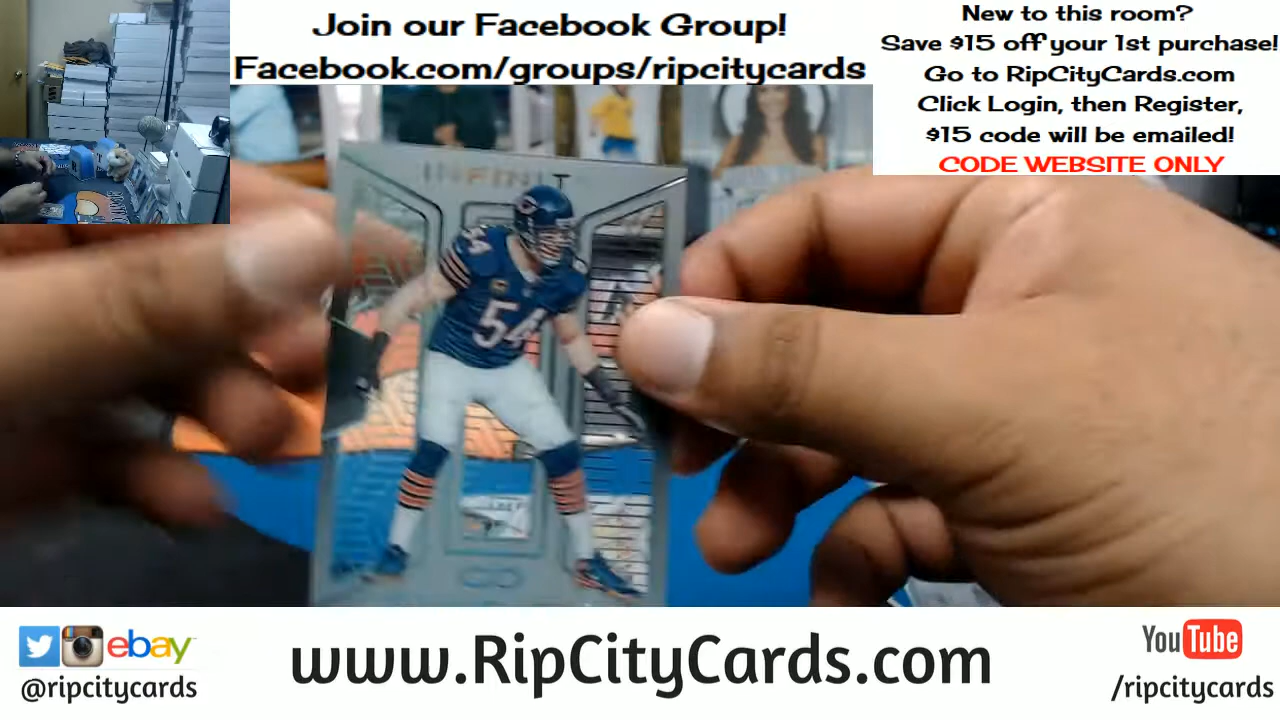 Join our Facebook Group!
Facebook.com/groups/ripcitycards
New to this room?
Save $15 off your 1st purchase!
Go to RipCityCards.com
Click Login, then Register,
$15 code will be emailed!
CODE WEBSITE ONLY
54
54
ebay
@ripcitycards
www.RipCityCards.com
YouTube
/ripcitycards